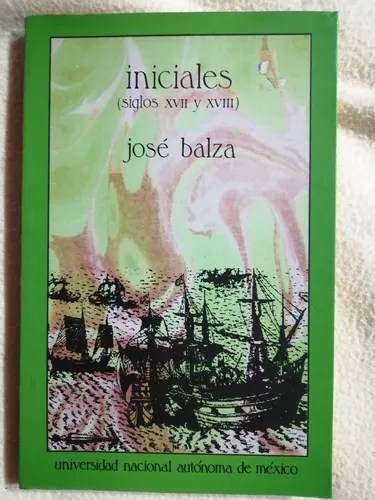 iniciales
(siglos XVII y XVIII)
josé balza
universidad nacional autónoma de méxico